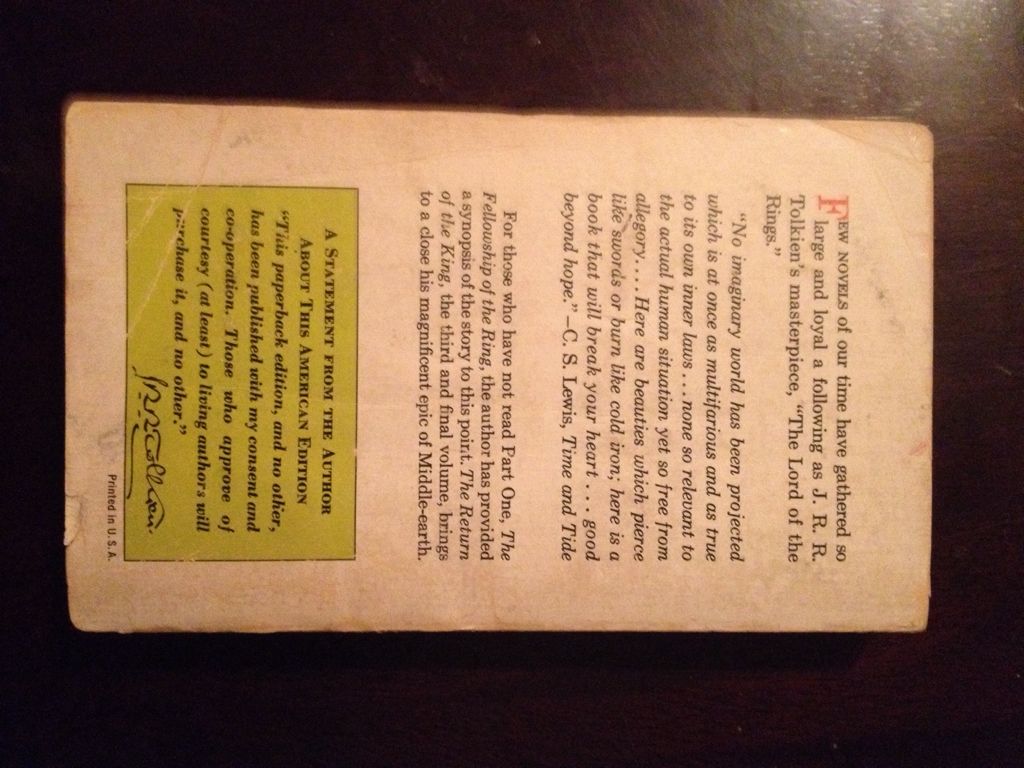 FEW NOVELS of our time have gathered so
large and loyal a following as J. R. R.
Tolkien's masterpiece, "The Lord of the
Rings."
"No imaginary world has been projected
which is at once as multifarious and as true
to its own inner laws...none so relevant to
the actual human situation yet so free from
allegory....Here are beauties which pierce
like swords or burn like cold iron; here is a
book that will break your heart ... good
beyond hope."—C. S. Lewis, Time and Tide
For those who have not read Part One, The
Fellowship of the Ring, the author has provided
a synopsis of the story to this point. The Return
of the King, the third and final volume, brings
to a close his magnificent epic of Middle-earth.
A STATEMENT FROM THE AUTHOR
ABOUT THIS AMERICAN EDITION
"This paperback edition, and no other,
has been published with my consent and
co-operation. Those who approve of
courtesy (at least) to living authors will
purchase it, and no other."
JRRTolkien
Printed in U.S.A.